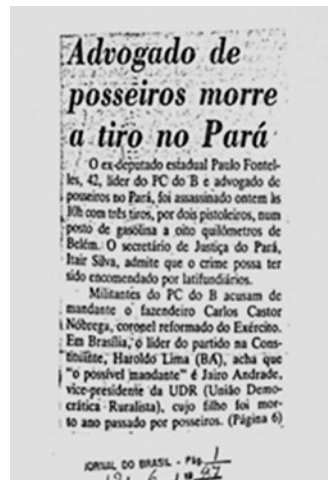 Advogado de
posseiros morre
a tiro no Pará
O ex-deputado estadual Paulo Fontel-
les, 42, líder do PC do B e advogado de
posseiros no Pará, foi assassinado ontem às
10h com três tiros, por dois pistoleiros, num
posto de gasolina a oito quilômetros de
Belém. O secretário de Justiça do Pará,
Itair Silva, admite que o crime possa ter
sido encomendado por latifundiários.
Militantes do PC do B acusam de
mandante o fazendeiro Carlos Castor
Nóbrega, coronel reformado do Exército.
Em Brasília, o líder do partido na Cons-
tituinte, Haroldo Lima (BA), acha que
"o possível mandante" é Jairo Andrade,
vice-presidente da UDR (União Demo-
crática Ruralista), cujo filho foi mor-
to ano passado por posseiros. (Página 6)
JORNAL DO BRASIL - Pág. 1